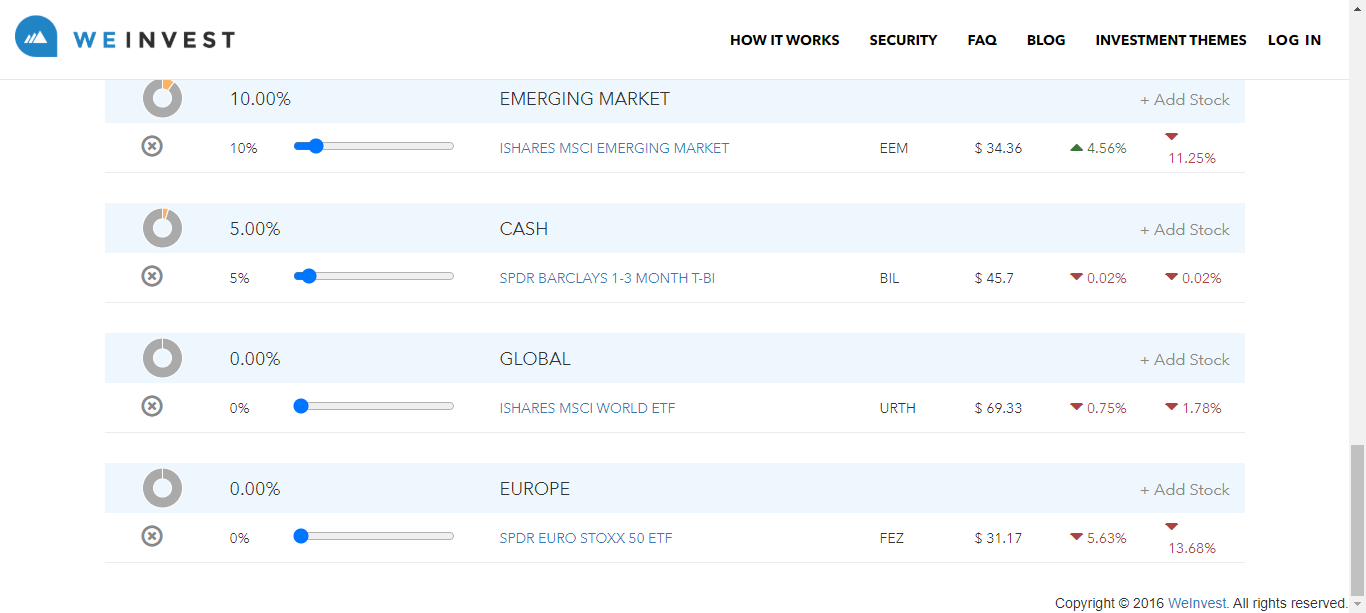 WEINVEST HOW IT WORKS SECURITY FAQ BLOG INVESTMENT THEMES LOG IN
10.00% EMERGING MARKET + Add Stock
10% ISHARES MSCI EMERGING MARKET EEM $ 34.36 4.56% 11.25%
5.00% CASH + Add Stock
5% SPDR BARCLAYS 1-3 MONTH T-BI BIL $ 45.7 0.02% 0.02%
0.00% GLOBAL + Add Stock
0% ISHARES MSCI WORLD ETF URTH $ 69.33 0.75% 1.78%
0.00% EUROPE + Add Stock
0% SPDR EURO STOXX 50 ETF FEZ $ 31.17 5.63% 13.68%
Copyright © 2016 WeInvest. All rights reserved.